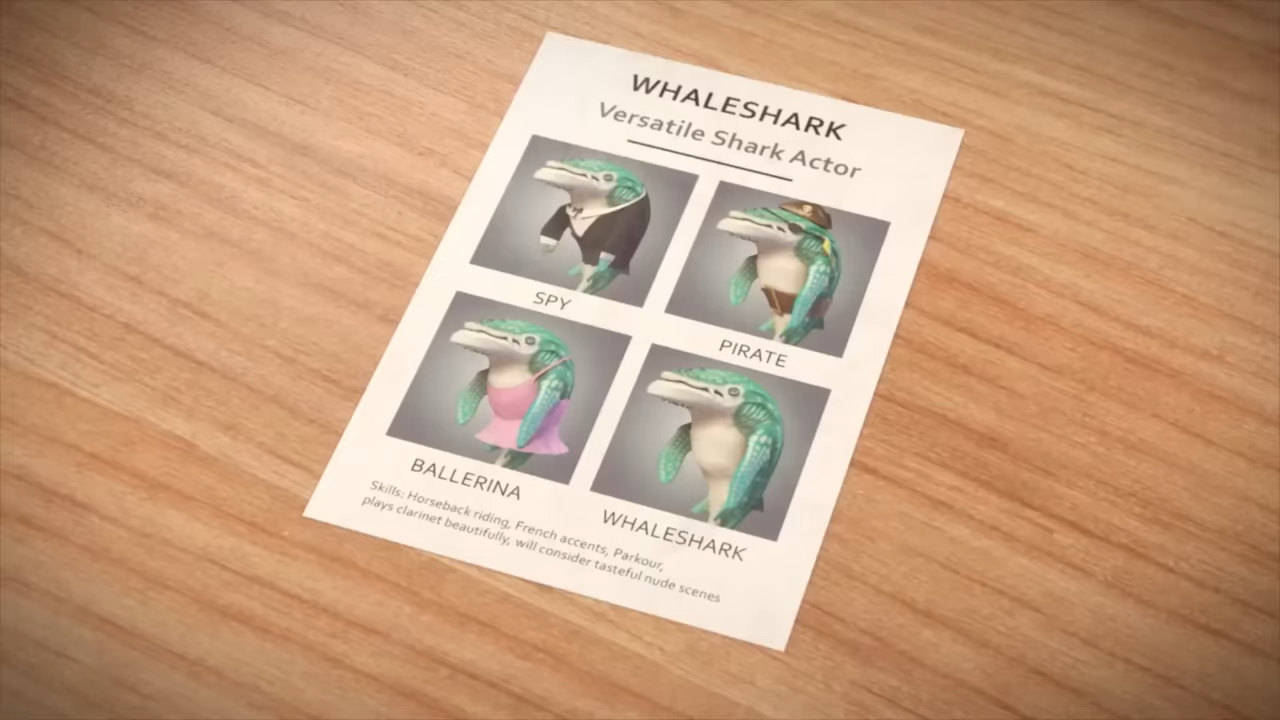 WHALESHARK
Versatile Shark Actor
SPY
PIRATE
BALLERINA
WHALESHARK
Skills: Horseback riding, French accents, Parkour,
plays clarinet beautifully, will consider tasteful nude scenes